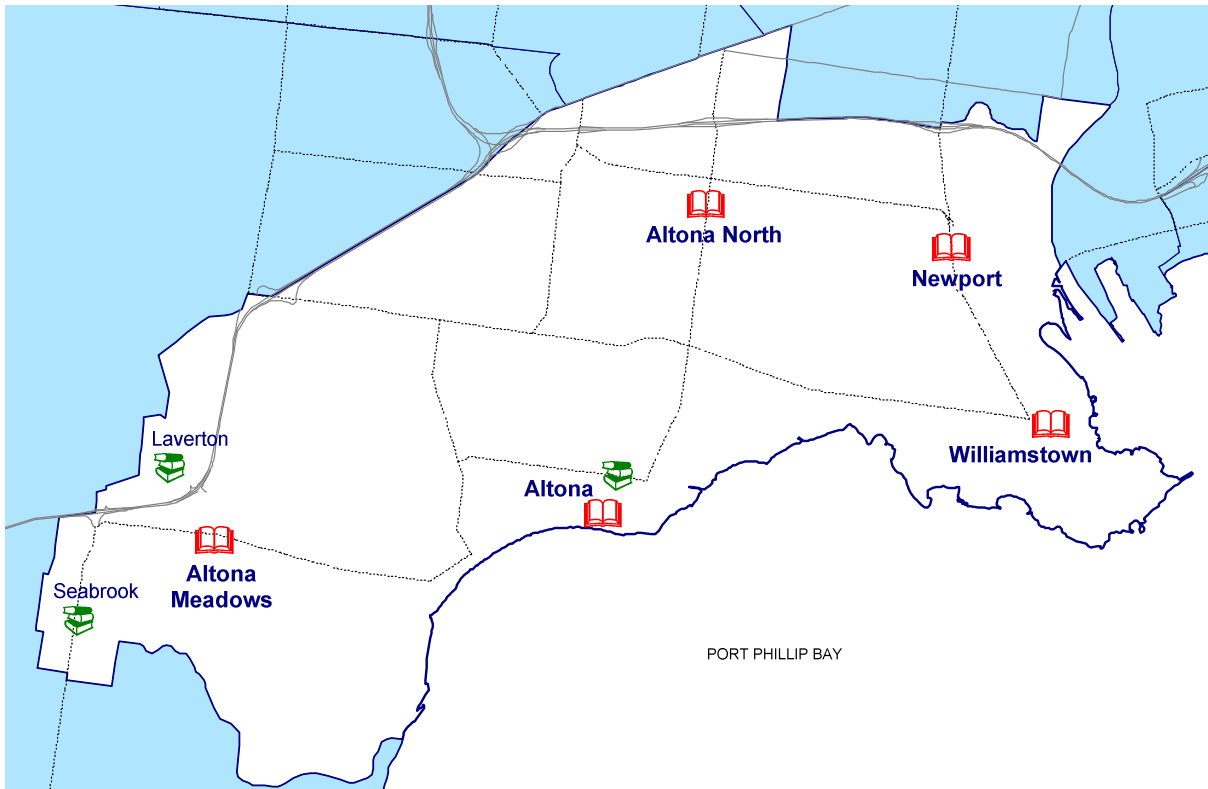 Altona North
Newport
Laverton
Williamstown
Altona
Altona
Meadows
Seabrook
PORT PHILLIP BAY